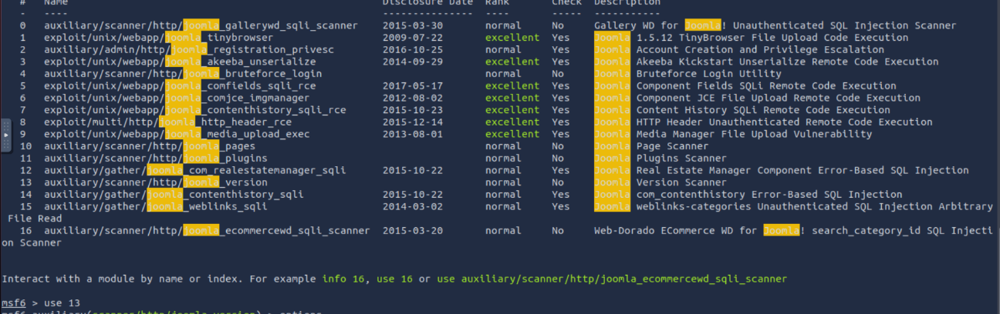 # Name Disclosure Date Rank Check Description
- ---- --------------- ---- ----- -----------
0 auxiliary/scanner/http/joomla_gallerywd_sqli_scanner 2015-03-30 normal No Gallery WD for Joomla! Unauthenticated SQL Injection Scanner
1 exploit/unix/webapp/joomla_tinybrowser 2009-07-22 excellent Yes Joomla 1.5.12 TinyBrowser File Upload Code Execution
2 auxiliary/admin/http/joomla_registration_privesc 2016-10-25 normal Yes Joomla Account Creation and Privilege Escalation
3 exploit/unix/webapp/joomla_akeeba_unserialize 2014-09-29 excellent Yes Joomla Akeeba Kickstart Unserialize Remote Code Execution
4 auxiliary/scanner/http/joomla_bruteforce_login normal No Joomla Bruteforce Login Utility
5 exploit/unix/webapp/joomla_comfields_sqli_rce 2017-05-17 excellent Yes Joomla Component Fields SQLi Remote Code Execution
6 exploit/unix/webapp/joomla_comjce_imgmanager 2012-08-02 excellent Yes Joomla Component JCE File Upload Remote Code Execution
7 exploit/unix/webapp/joomla_contenthistory_sqli_rce 2015-10-23 excellent Yes Joomla Content History SQLi Remote Code Execution
8 exploit/multi/http/joomla_http_header_rce 2015-12-14 excellent Yes Joomla HTTP Header Unauthenticated Remote Code Execution
9 exploit/unix/webapp/joomla_media_upload_exec 2013-08-01 excellent Yes Joomla Media Manager File Upload Vulnerability
10 auxiliary/scanner/http/joomla_pages normal No Joomla Page Scanner
11 auxiliary/scanner/http/joomla_plugins normal No Joomla Plugins Scanner
12 auxiliary/gather/joomla_com_realestatemanager_sqli 2015-10-22 normal Yes Joomla Real Estate Manager Component Error-Based SQL Injection
13 auxiliary/scanner/http/joomla_version normal No Joomla Version Scanner
14 auxiliary/gather/joomla_contenthistory_sqli 2015-10-22 normal Yes Joomla com_contenthistory Error-Based SQL Injection
15 auxiliary/gather/joomla_weblinks_sqli 2014-03-02 normal Yes Joomla weblinks-categories Unauthenticated SQL Injection Arbitrary
File Read
16 auxiliary/scanner/http/joomla_ecommercewd_sqli_scanner 2015-03-20 normal No Web-Dorado ECommerce WD for Joomla! search_category_id SQL Injecti
on Scanner
Interact with a module by name or index. For example info 16, use 16 or use auxiliary/scanner/http/joomla_ecommercewd_sqli_scanner
msf6 > use 13
msf6 auxiliary(scanner/http/joomla_version) > options